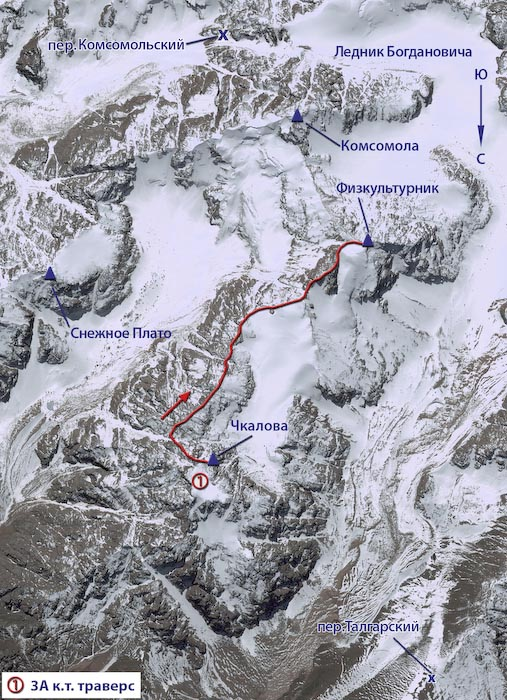 пер.Комсомольский
x
Ледник Богдановича
Ю
С
Комсомола
Физкультурник
Снежное Плато
Чкалова
1
пер.Талгарский
x
1 3А к.т. траверс